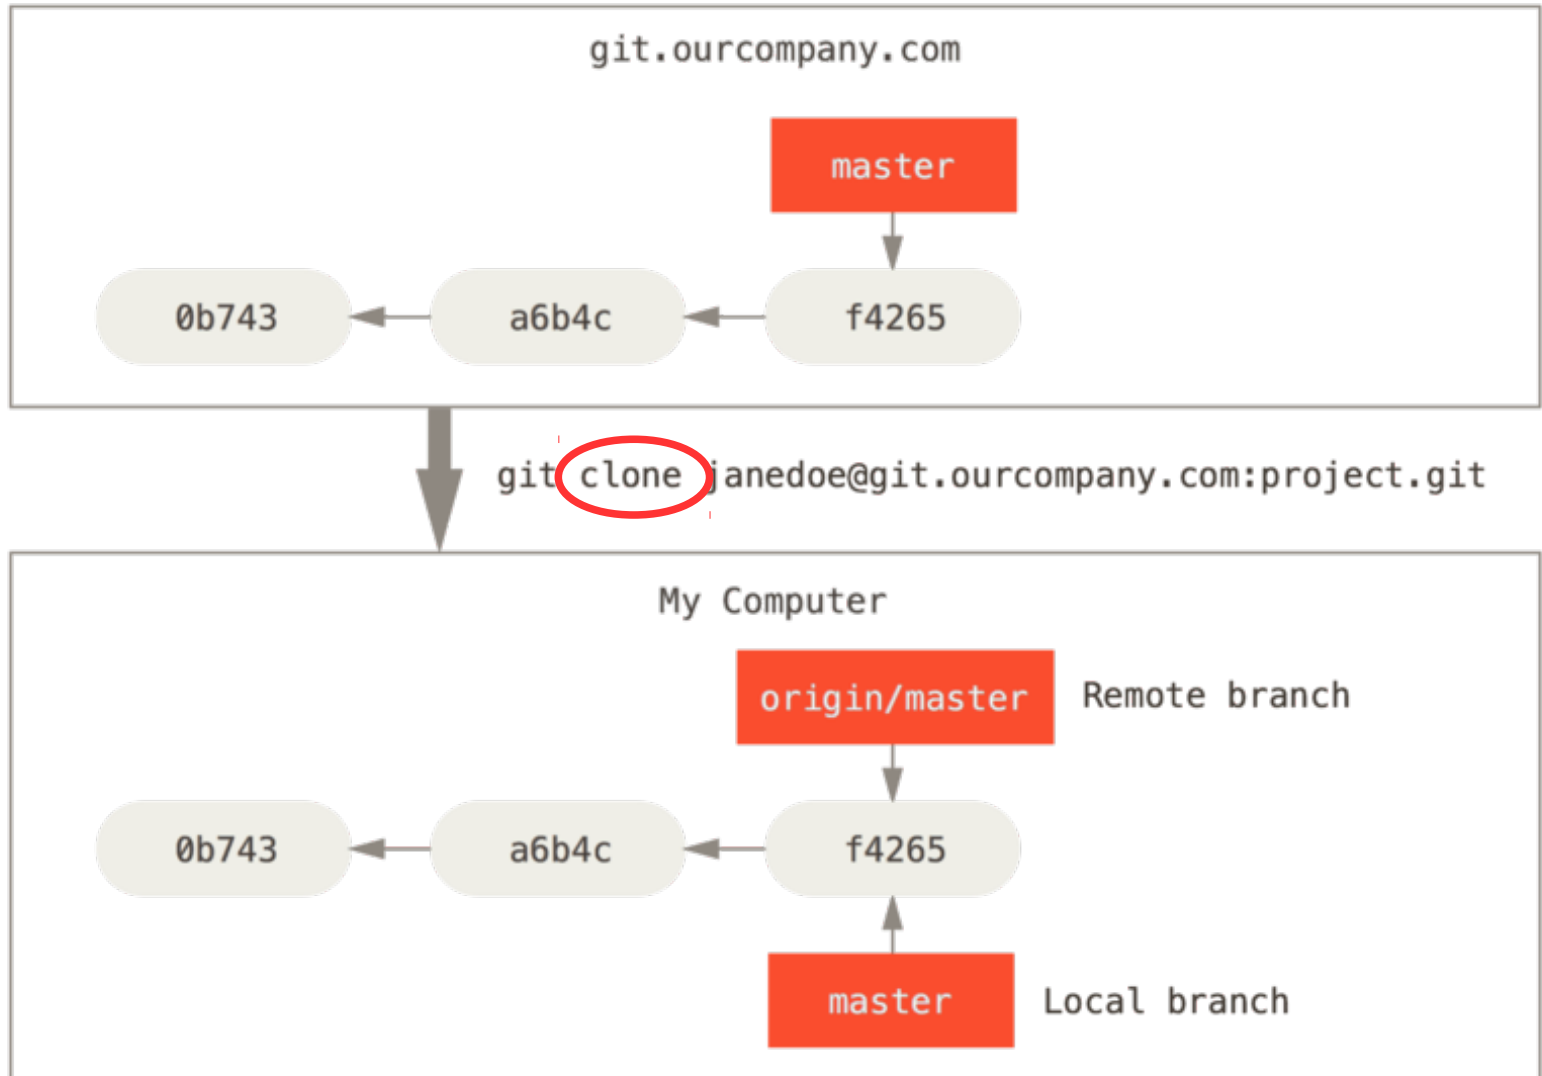 git.ourcompany.com
master
0b743 a6b4c f4265
git clone janedoe@git.ourcompany.com:project.git
My Computer
origin/master Remote branch
0b743 a6b4c f4265
master Local branch